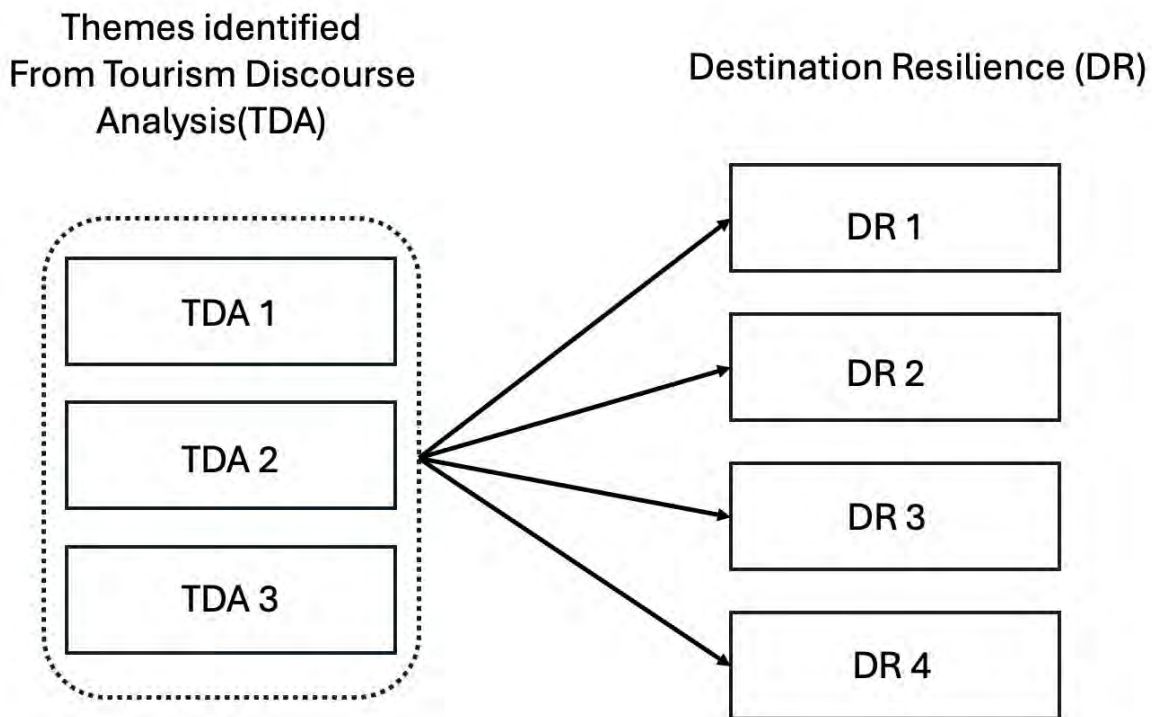 Themes identified
From Tourism Discourse
Analysis(TDA)
Destination Resilience (DR)
TDA 1
TDA 2
TDA 3
DR 1
DR 2
DR 3
DR 4